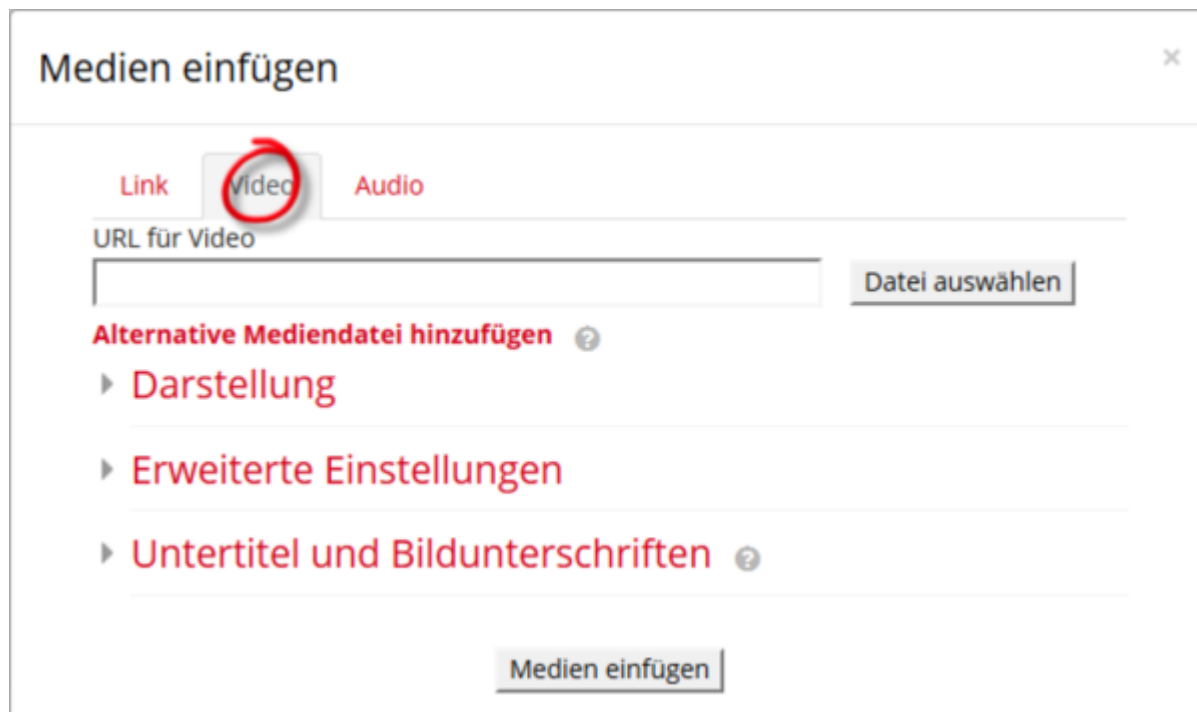 Medien einfügen
Link Video Audio
URL für Video
Datei auswählen
Alternative Mediendatei hinzufügen
Darstellung
Erweiterte Einstellungen
Untertitel und Bildunterschriften
Medien einfügen